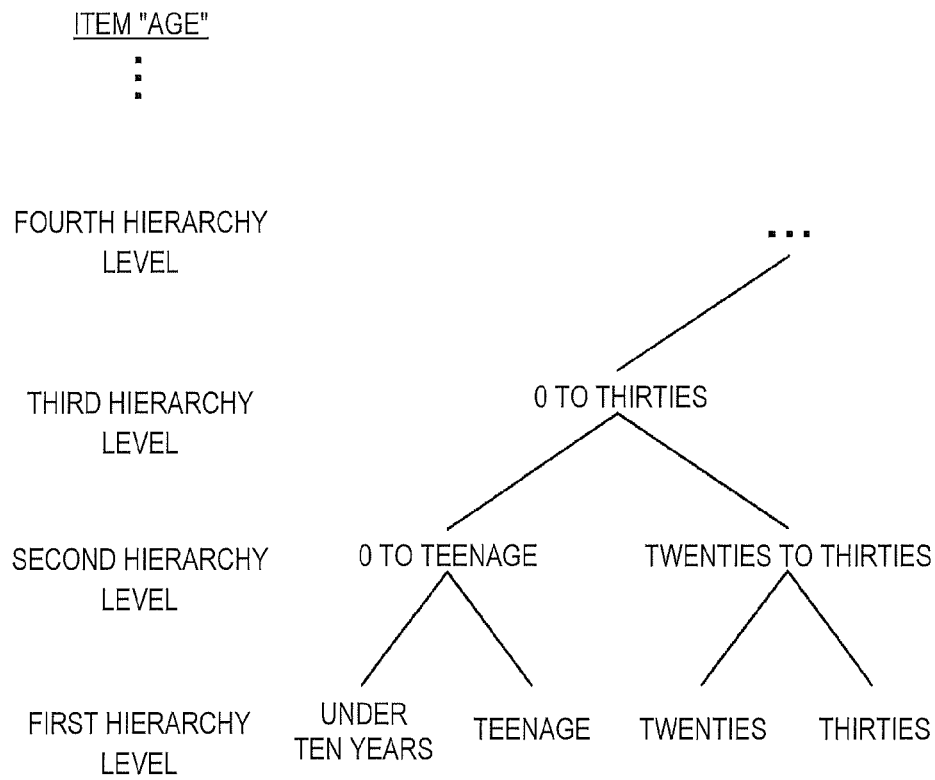 ITEM "AGE"
⋮
FOURTH HIERARCHY
LEVEL
...
THIRD HIERARCHY
LEVEL
0 TO THIRTIES
SECOND HIERARCHY
LEVEL
0 TO TEENAGE
TWENTIES TO THIRTIES
FIRST HIERARCHY
LEVEL
UNDER
TEN YEARS
TEENAGE
TWENTIES
THIRTIES